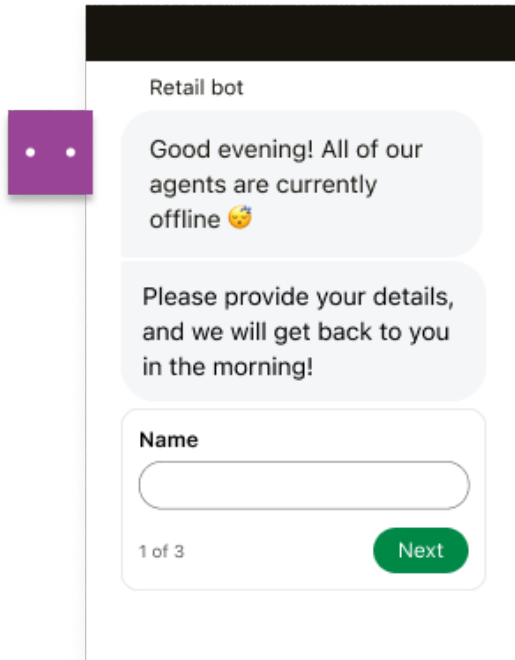 Retail bot
Good evening! All of our
agents are currently
offline 😴
Please provide your details,
and we will get back to you
in the morning!
Name
1 of 3
Next